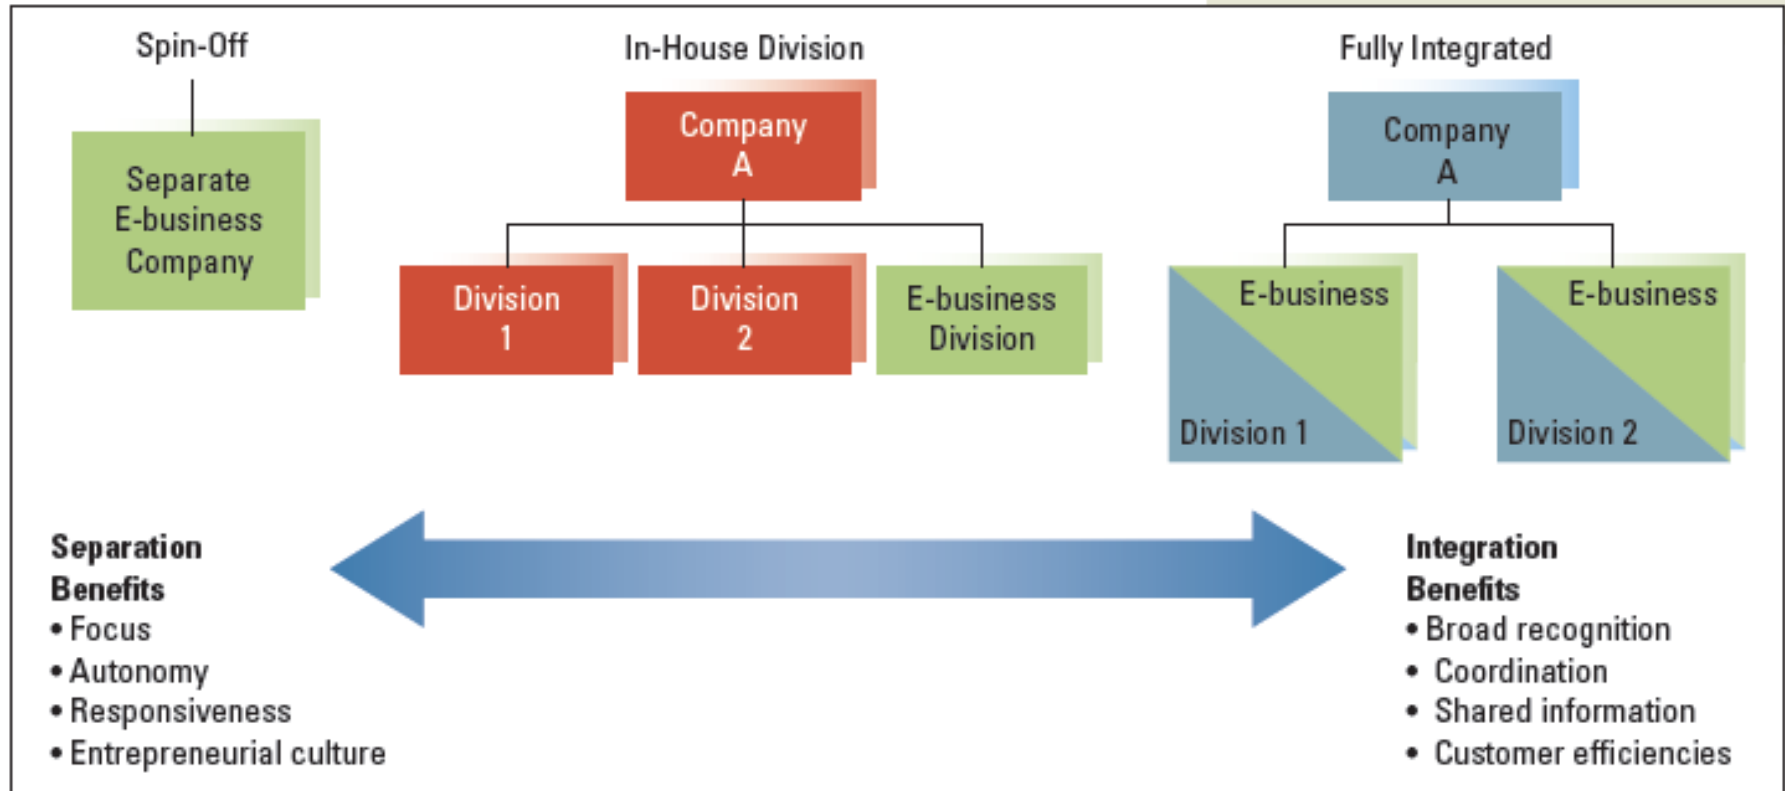 Spin-Off
Separate
E-business
Company
In-House Division
Company
A
Division
1
Division
2
E-business
Division
Fully Integrated
Company
A
E-business
Division 1
E-business
Division 2
Separation
Benefits
• Focus
• Autonomy
• Responsiveness
• Entrepreneurial culture
Integration
Benefits
• Broad recognition
• Coordination
• Shared information
• Customer efficiencies